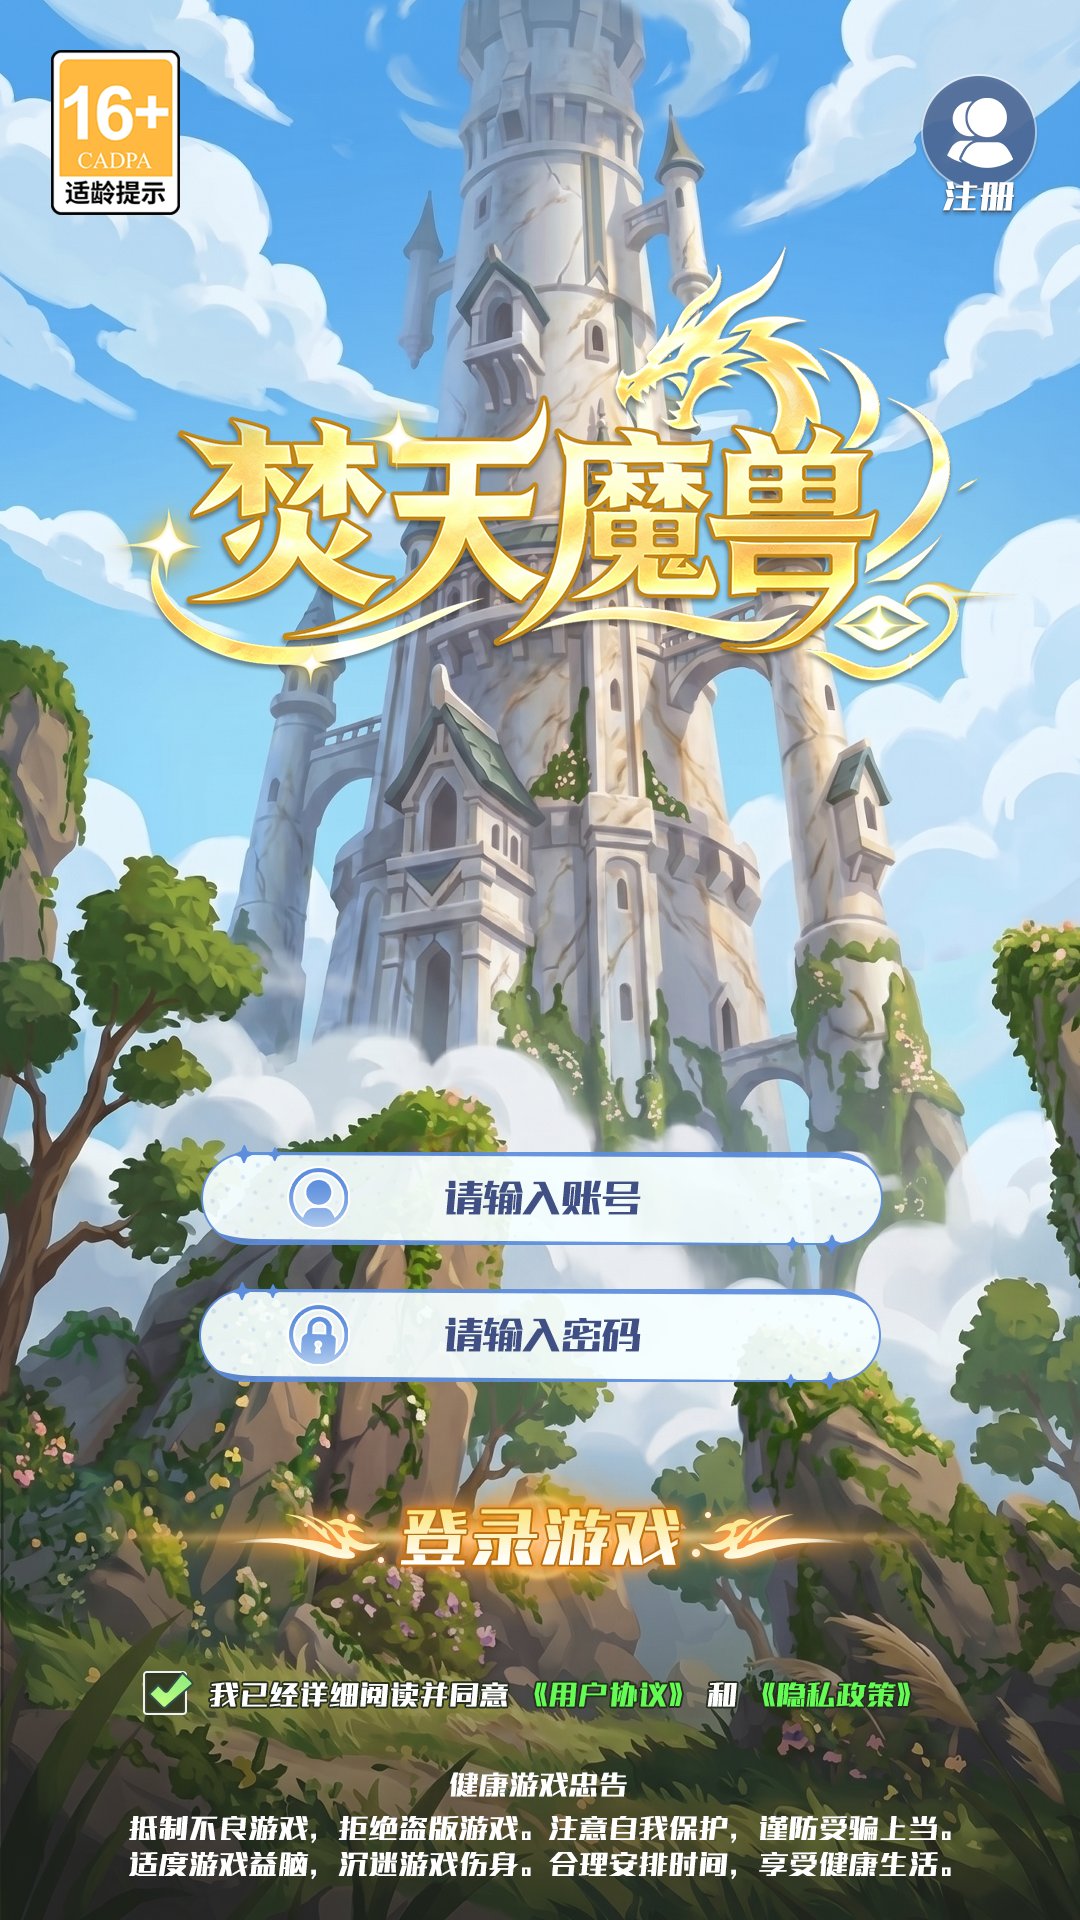 16+
CADPA
适龄提示
注册
焚天魔兽
请输入账号
请输入密码
登录游戏
我已经详细阅读并同意 《用户协议》 和 《隐私政策》
健康游戏忠告
抵制不良游戏，拒绝盗版游戏。注意自我保护，谨防受骗上当。
适度游戏益脑，沉迷游戏伤身。合理安排时间，享受健康生活。